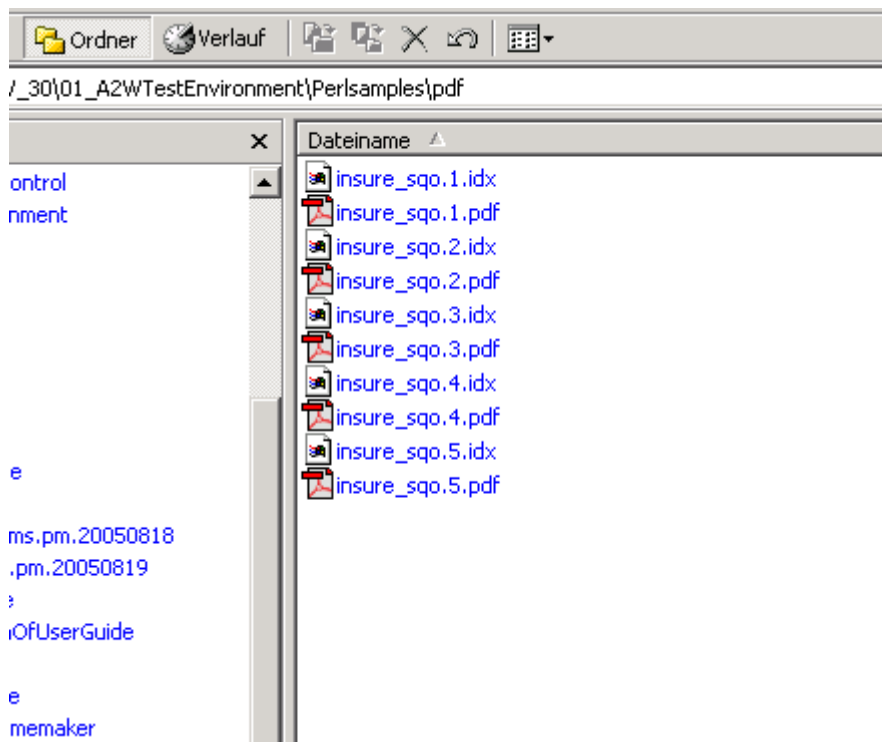 Ordner Verlauf
/_30\01_A2WTestEnvironment\Perlsamples\pdf
Dateiname
ontrol
nment
e
ms.pm.20050818
.pm.20050819
OfUserGuide
e
memaker
insure_sqo.1.idx
insure_sqo.1.pdf
insure_sqo.2.idx
insure_sqo.2.pdf
insure_sqo.3.idx
insure_sqo.3.pdf
insure_sqo.4.idx
insure_sqo.4.pdf
insure_sqo.5.idx
insure_sqo.5.pdf